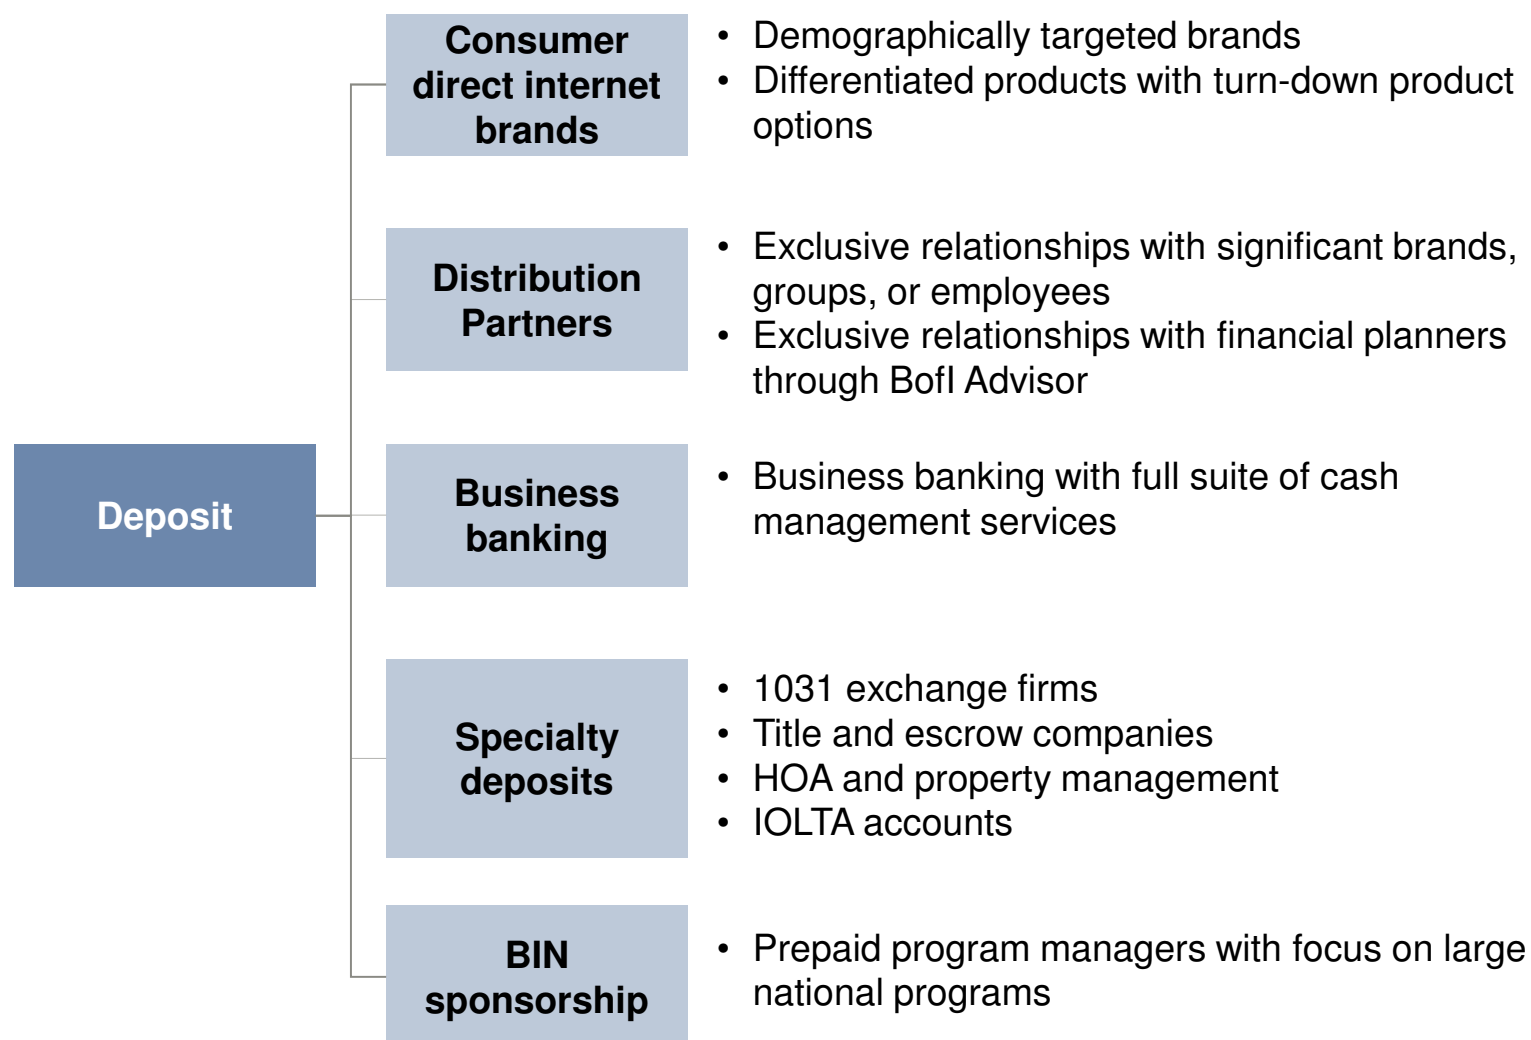 Consumer
direct internet
brands
• Demographically targeted brands
• Differentiated products with turn-down product
options
Distribution
Partners
• Exclusive relationships with significant brands,
groups, or employees
• Exclusive relationships with financial planners
through BofI Advisor
Deposit
Business
banking
• Business banking with full suite of cash
management services
Specialty
deposits
• 1031 exchange firms
• Title and escrow companies
• HOA and property management
• IOLTA accounts
BIN
sponsorship
• Prepaid program managers with focus on large
national programs